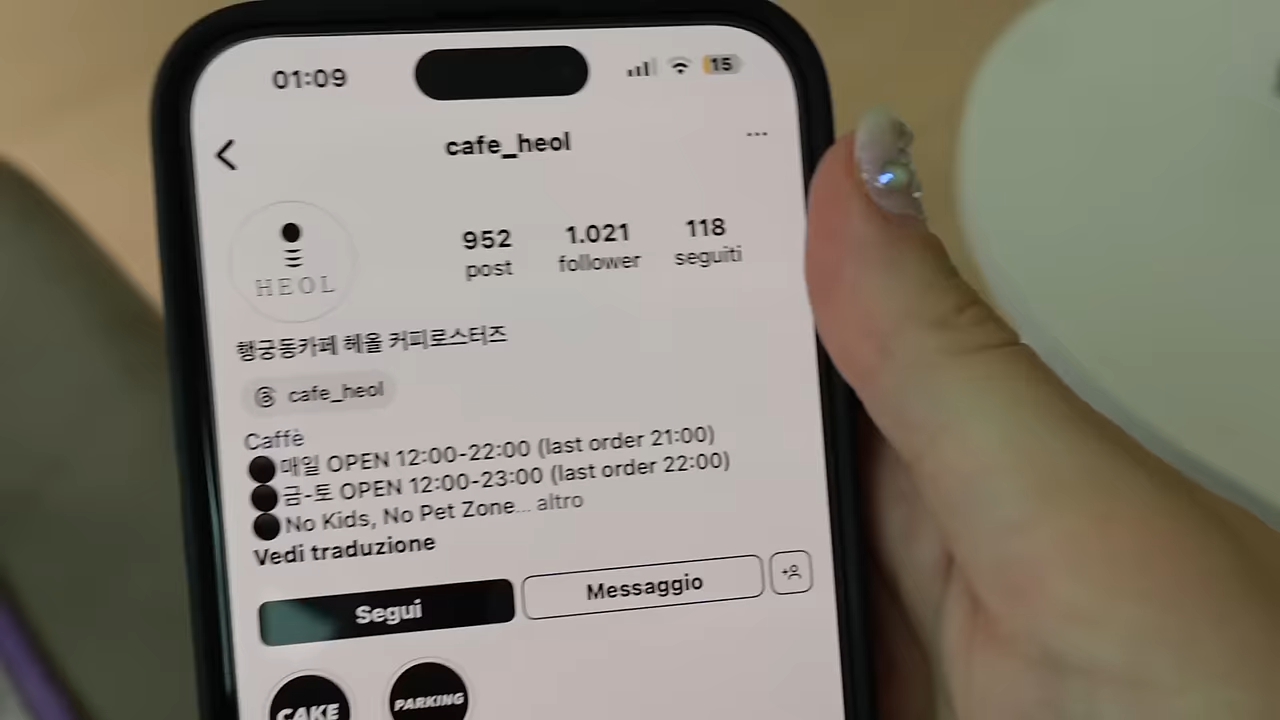 01:09
15
cafe_heol
952
post
1.021
follower
118
seguiti
HEOL
행궁동카페 헤올 커피로스터즈
cafe_heol
Caffè
매일 OPEN 12:00-22:00 (last order 21:00)
금-토 OPEN 12:00-23:00 (last order 22:00)
No Kids, No Pet Zone... altro
Vedi traduzione
Segui
Messaggio
CAKE
PARKING